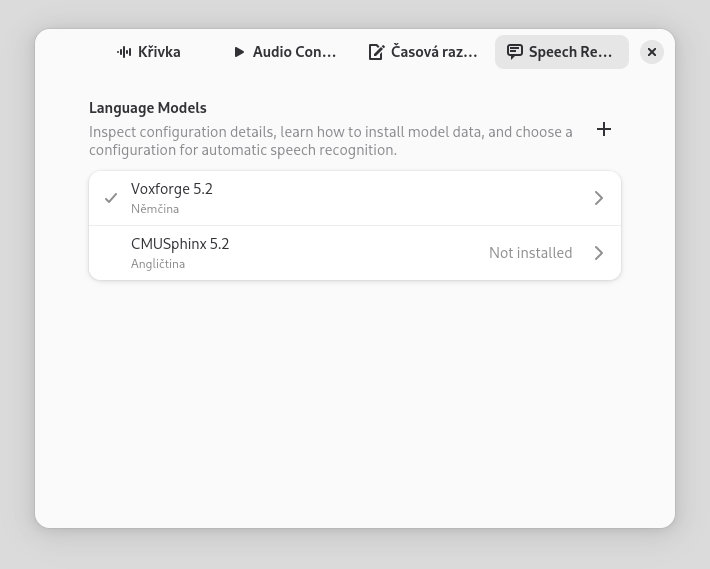 Křivka
Audio Con…
Časová raz…
Speech Re…
Language Models
Inspect configuration details, learn how to install model data, and choose a
configuration for automatic speech recognition.
Voxforge 5.2
Němčina
CMUSphinx 5.2
Angličtina
Not installed